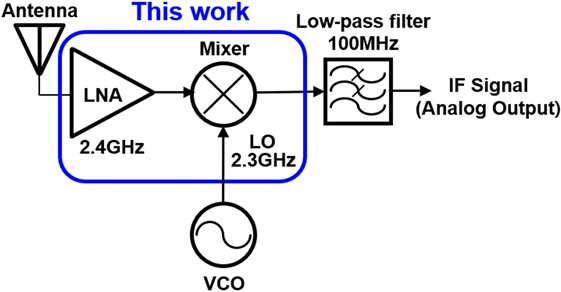 This work
Antenna
Low-pass filter
100MHz
Mixer
LNA
IF Signal
(Analog Output)
2.4GHz
LO
2.3GHz
VCO